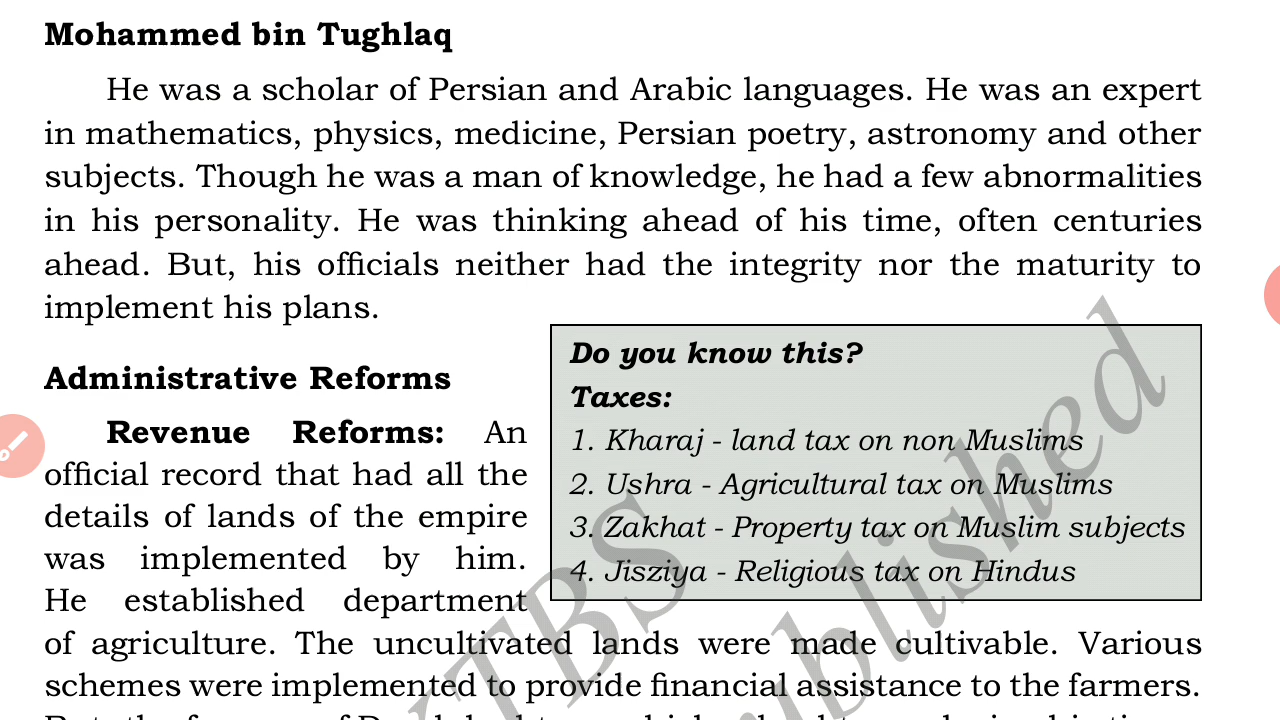 Mohammed bin Tughlaq
He was a scholar of Persian and Arabic languages. He was an expert
in mathematics, physics, medicine, Persian poetry, astronomy and other
subjects. Though he was a man of knowledge, he had a few abnormalities
in his personality. He was thinking ahead of his time, often centuries
ahead. But, his officials neither had the integrity nor the maturity to
implement his plans.
Administrative Reforms
Revenue Reforms: An
official record that had all the
details of lands of the empire
was implemented by him.
He established department
of agriculture. The uncultivated lands were made cultivable. Various
schemes were implemented to provide financial assistance to the farmers.
Do you know this?
Taxes:
1. Kharaj - land tax on non Muslims
2. Ushra - Agricultural tax on Muslims
3. Zakhat - Property tax on Muslim subjects
4. Jisziya - Religious tax on Hindus